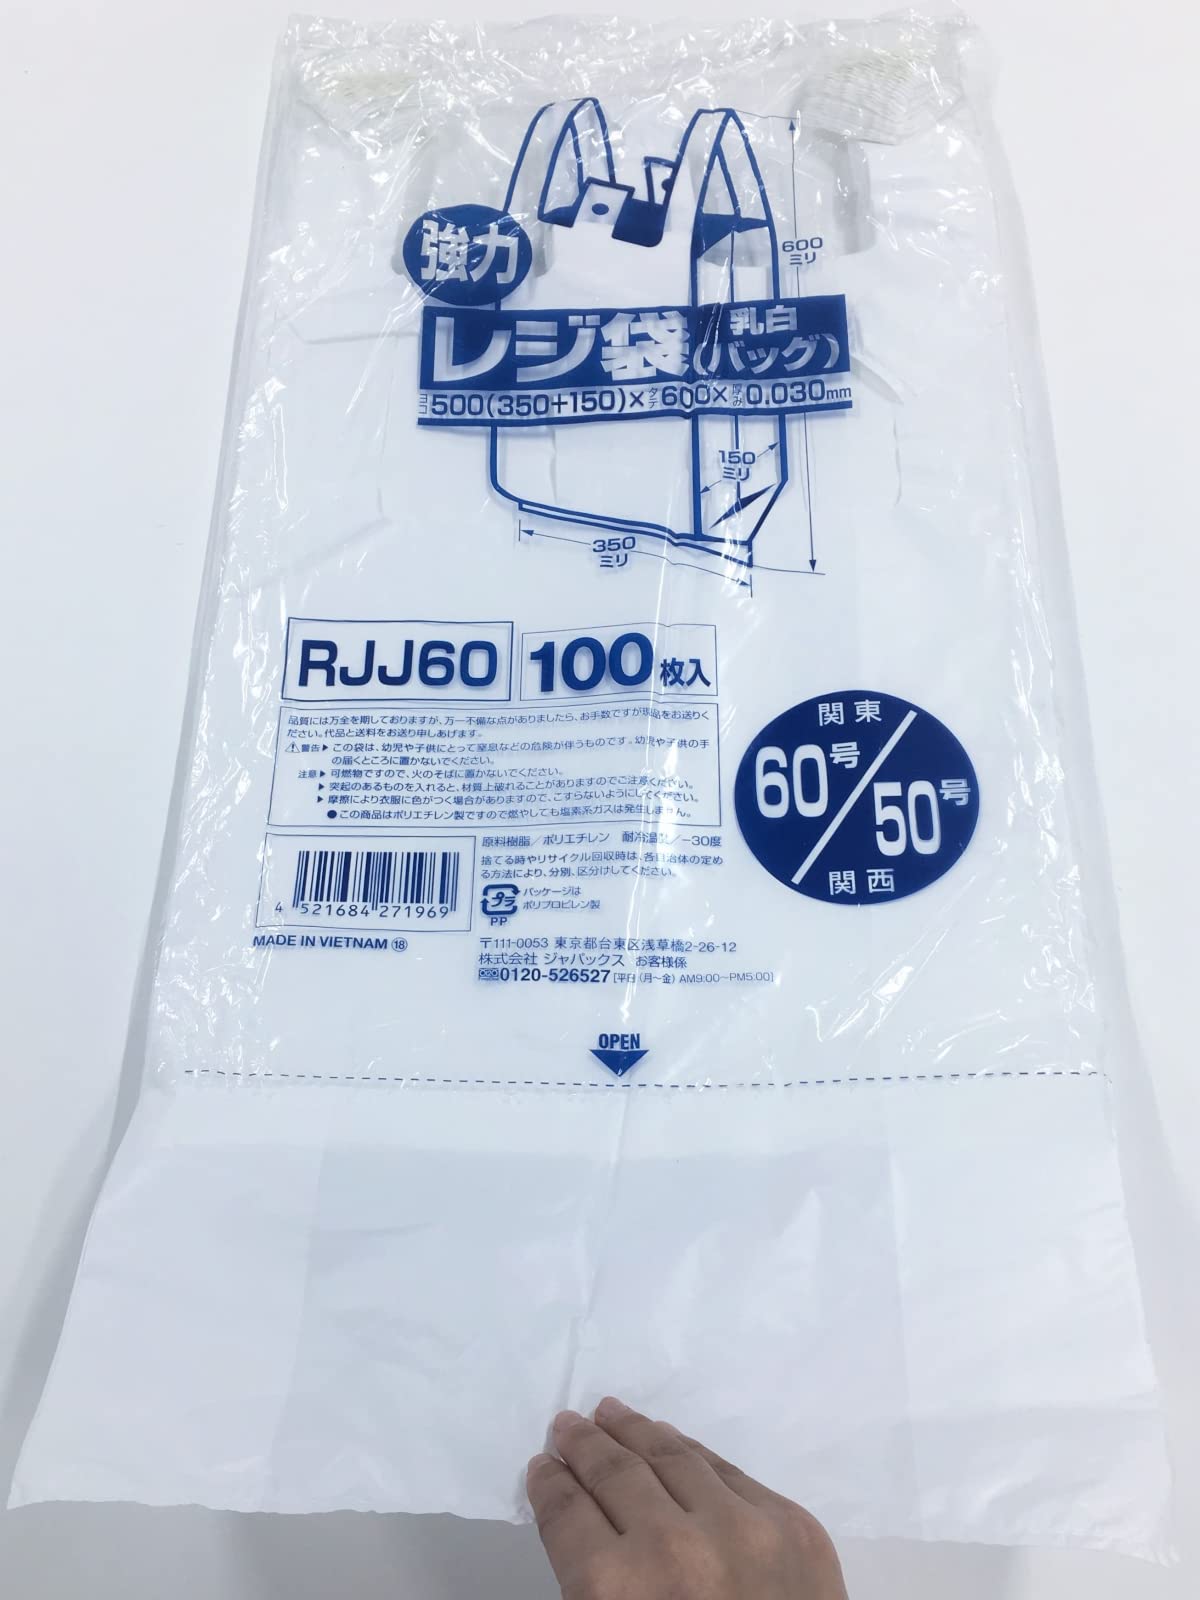 600
ミリ
強力
レジ袋(バッグ)
乳白
ヨコ500(350+150)×タテ600×厚み0.030mm
150
ミリ
350
ミリ
RJJ60 100枚入
品質には万全を期しておりますが、万一不備な点がありましたら、お手数ですが現品をお送りく
ださい。代品と送料をお送り申しあげます。
警告▶この袋は、幼児や子供にとって窒息などの危険が伴うものです。幼児や子供の手
の届くところに置かないでください。
注意▶可燃物ですので、火のそばに置かないでください。
▶突起のあるものを入れると、材質上破れることがありますのでご注意ください。
▶摩擦により衣服に色がつく場合がありますので、こすらないようにしてください。
●この商品はポリエチレン製ですので燃やしても塩素系ガスは発生しません。
関東
60号/50号
関西
原料樹脂/ポリエチレン 耐冷温度/-30度
捨てる時やリサイクル回収時は、各自治体の定め
る方法により、分別、区分けしてください。
プラ
PP
パッケージは
ポリプロピレン製
4 521684 271969
MADE IN VIETNAM ⑱
〒111-0053 東京都台東区浅草橋2-26-12
株式会社 ジャパックス お客様係
0120-526527 [平日(月~金) AM9:00~PM5:00]
OPEN